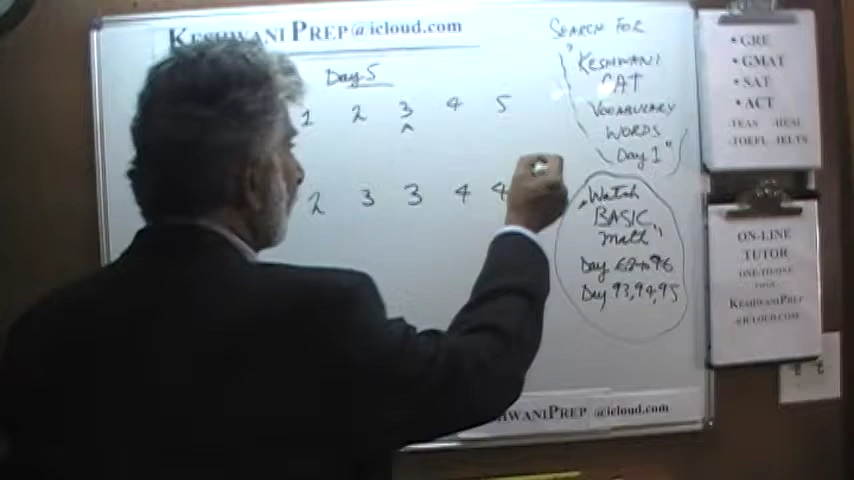 KESHWANI PREP@icloud.com
Day 5
1 2 3 4 5
^
2 3 3 4 4
SEARCH FOR
"KESHWANI
CAT
VOCABULARY
WORDS
Day 1"
"Watch
BASIC
Math"
Day 62 to 96
Day 93, 94, 95
• GRE
• GMAT
• SAT
• ACT
-TEAS -HESI
-TOEFL -IELTS
ON-LINE
TUTOR
ONE-TO-ONE
KESHWANIPREP
@ICLOUD.COM
HWANIPREP @icloud.com